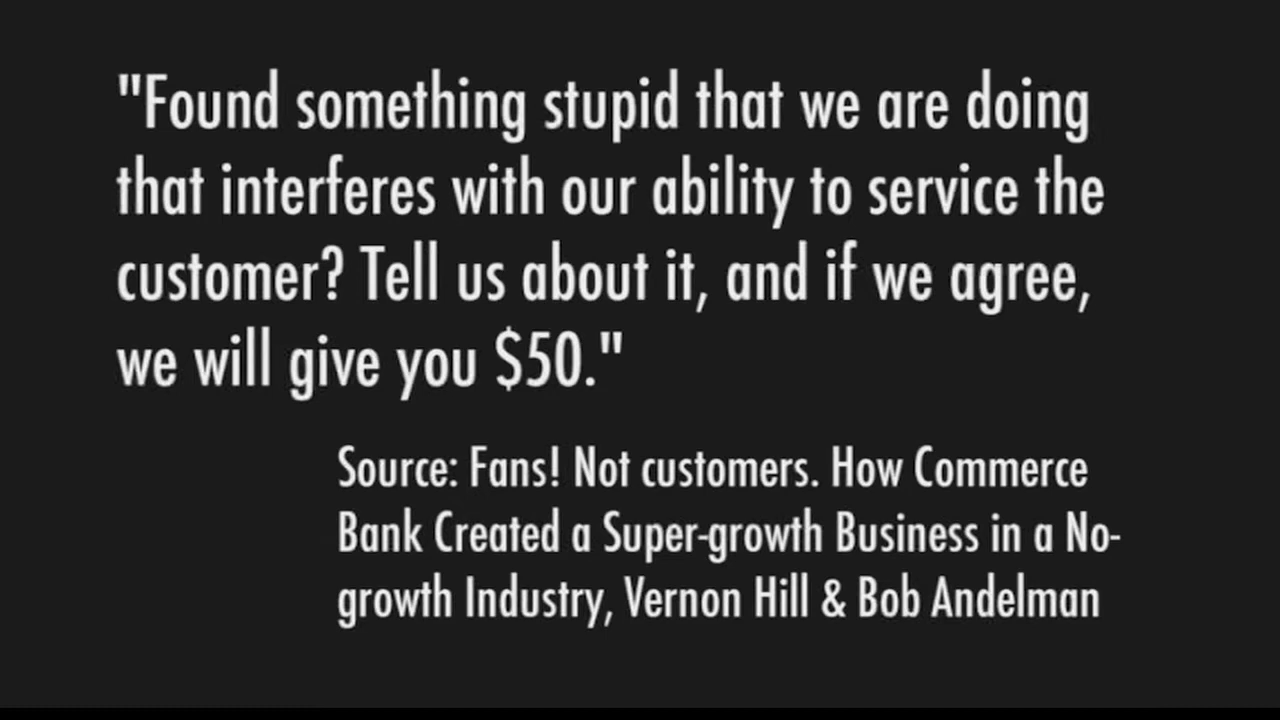 "Found something stupid that we are doing
that interferes with our ability to service the
customer? Tell us about it, and if we agree,
we will give you $50."
Source: Fans! Not customers. How Commerce
Bank Created a Super-growth Business in a No-
growth Industry, Vernon Hill & Bob Andelman